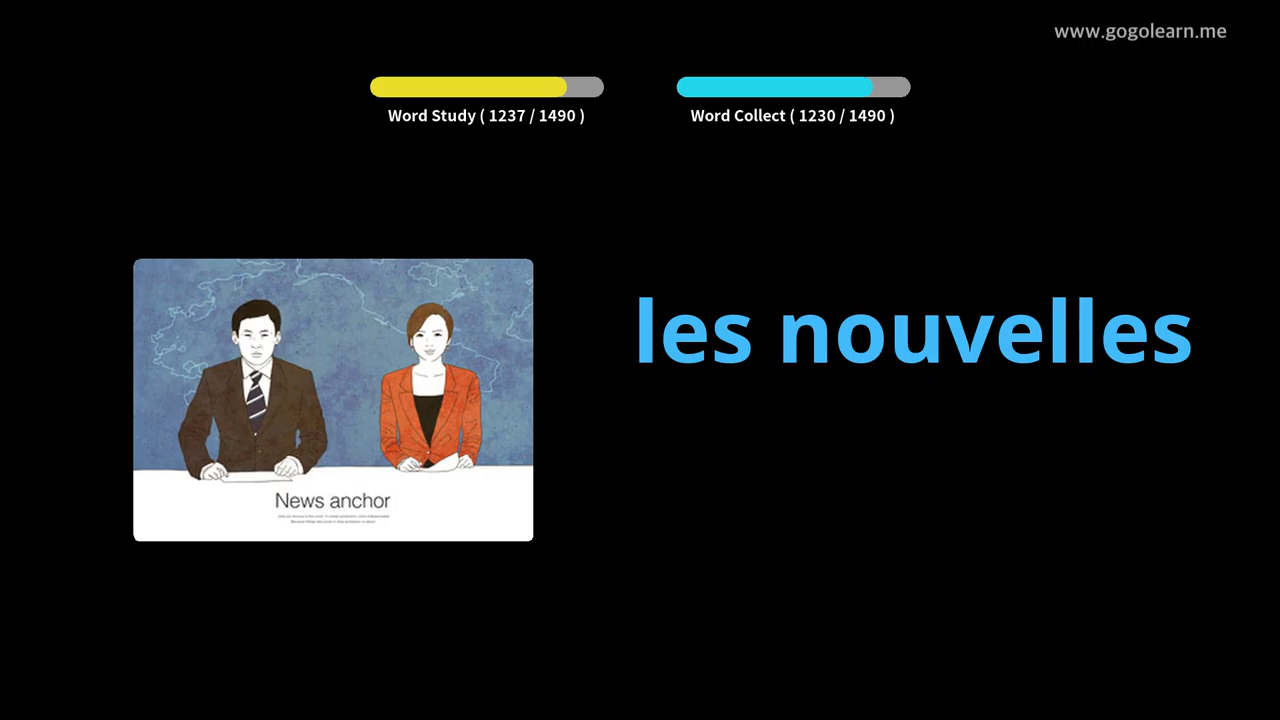 www.gogolearn.me
Word Study ( 1237 / 1490 )
Word Collect ( 1230 / 1490 )
les nouvelles
News anchor